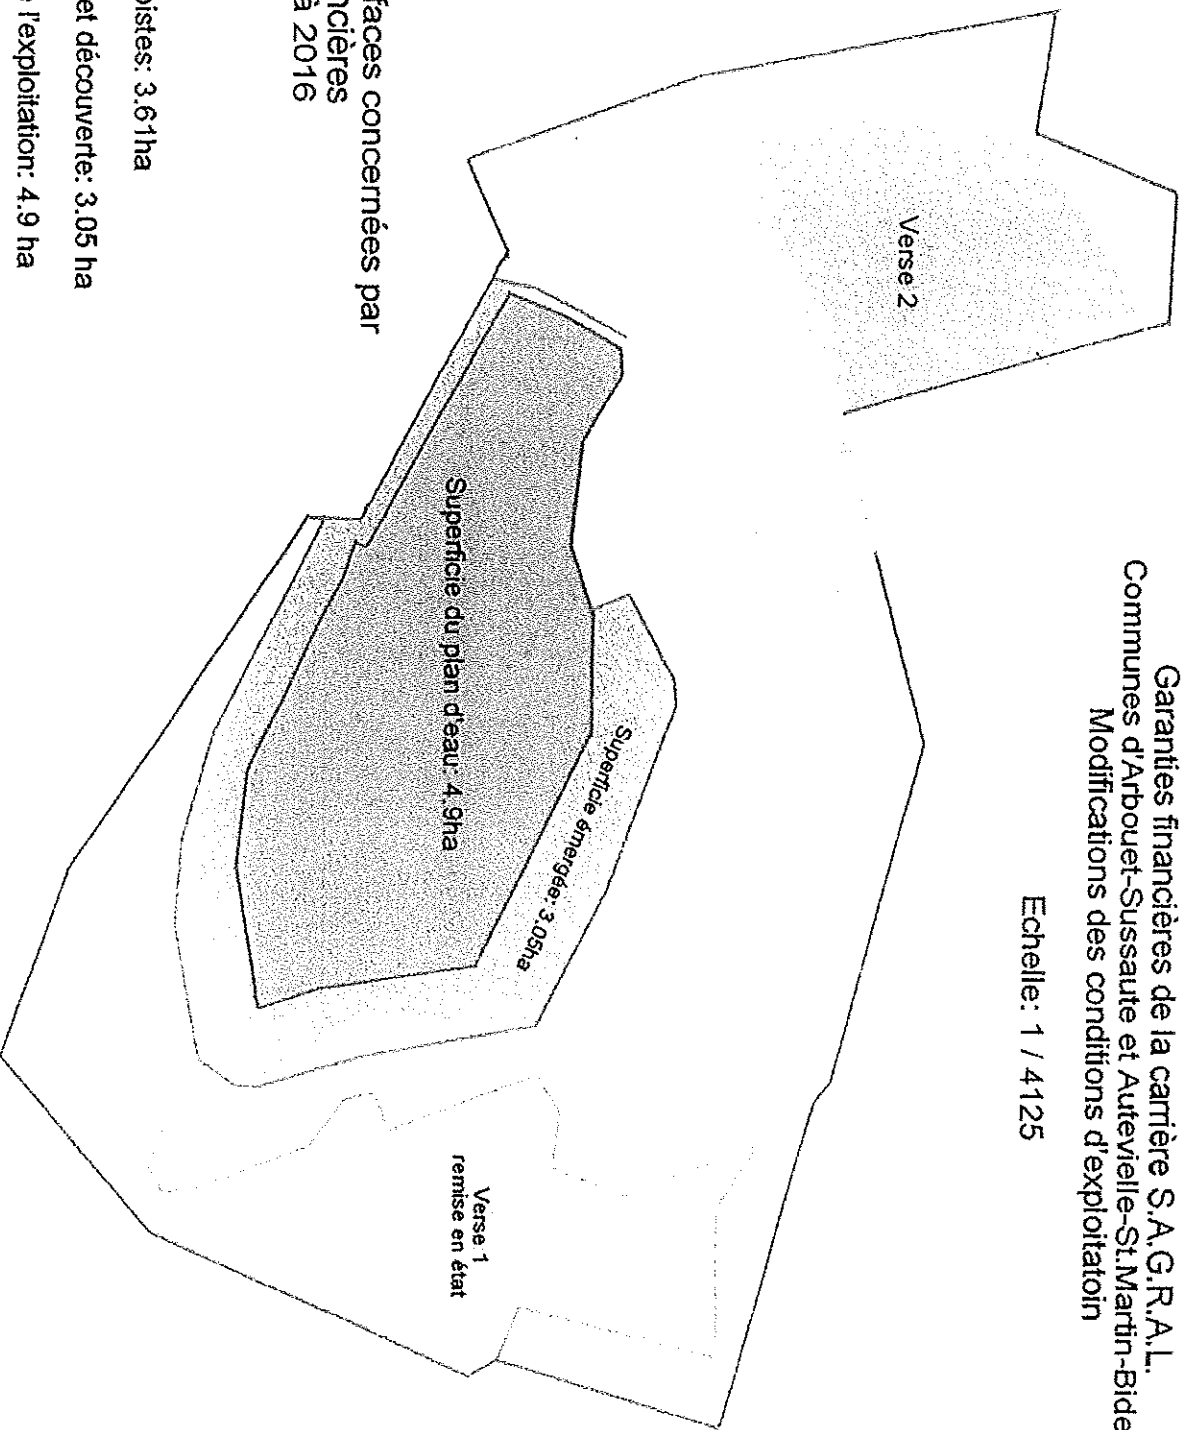 Garanties financières de la carrière S.A.G.R.A.L.
Communes d'Arbouet-Sussaute et Autevielle-St.Martin-Bide
Modifications des conditions d'exploitatoin
Echelle: 1 / 4125
Verse 2
Superficie émergée: 3.05ha
Superficie du plan d'eau: 4.9ha
Verse 1
remise en état
faces concernées par
ncières
à 2016
pistes: 3.61ha
et découverte: 3.05 ha
l'exploitation: 4.9 ha